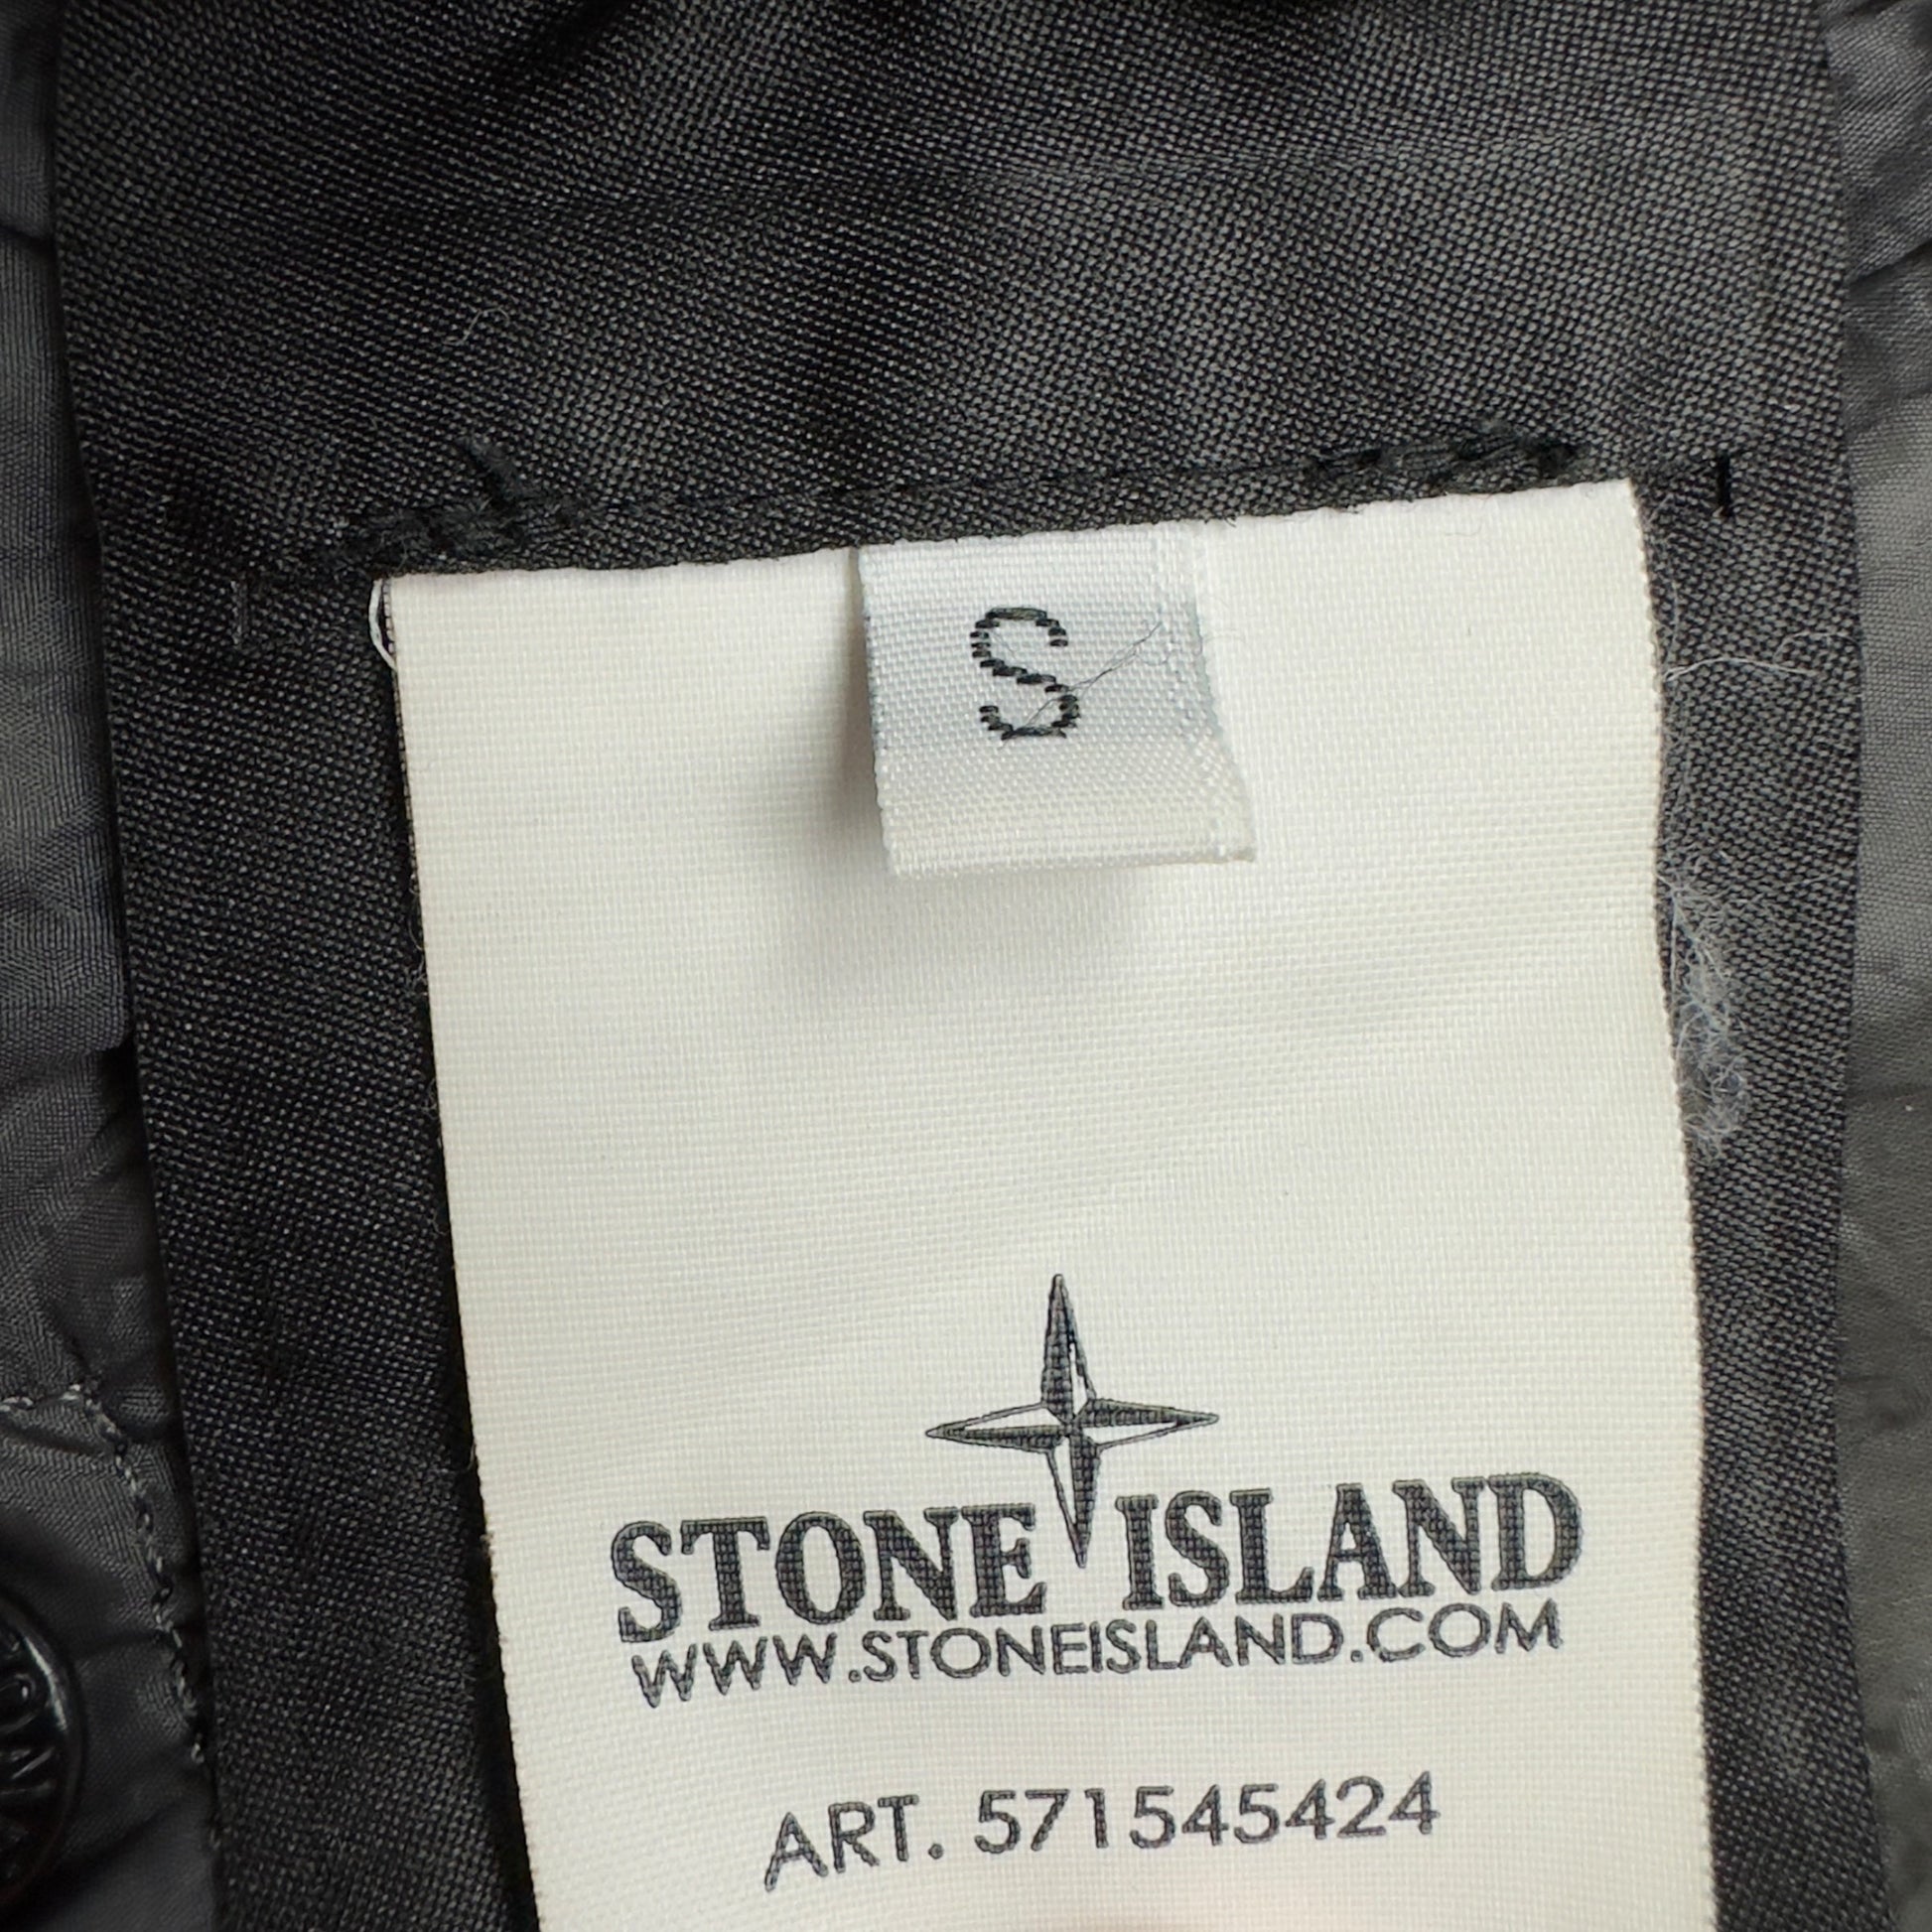 S
STONE ISLAND
WWW.STONEISLAND.COM
ART. 571545424